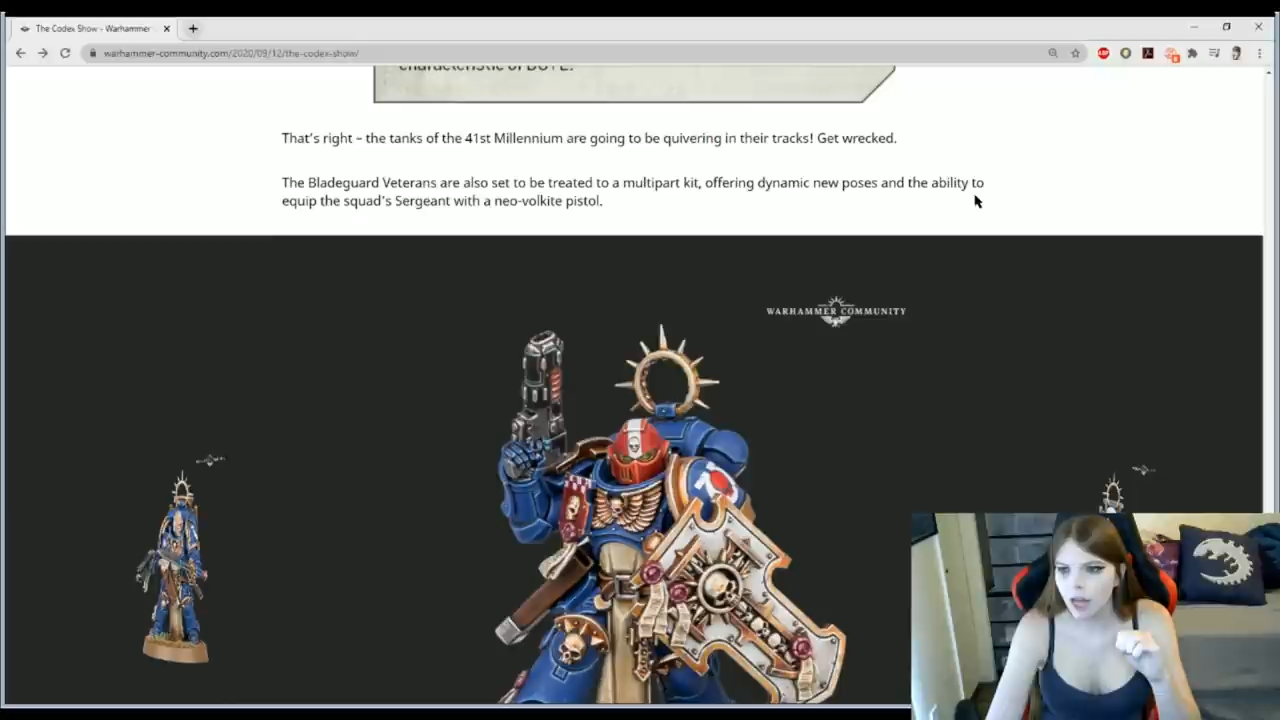 The Codex Show - Warhammer
warhammer-community.com/2020/09/12/the-codex-show/
characteristic of
That's right – the tanks of the 41st Millennium are going to be quivering in their tracks! Get wrecked.
The Bladeguard Veterans are also set to be treated to a multipart kit, offering dynamic new poses and the ability to
equip the squad's Sergeant with a neo-volkite pistol.
WARHAMMER COMMUNITY